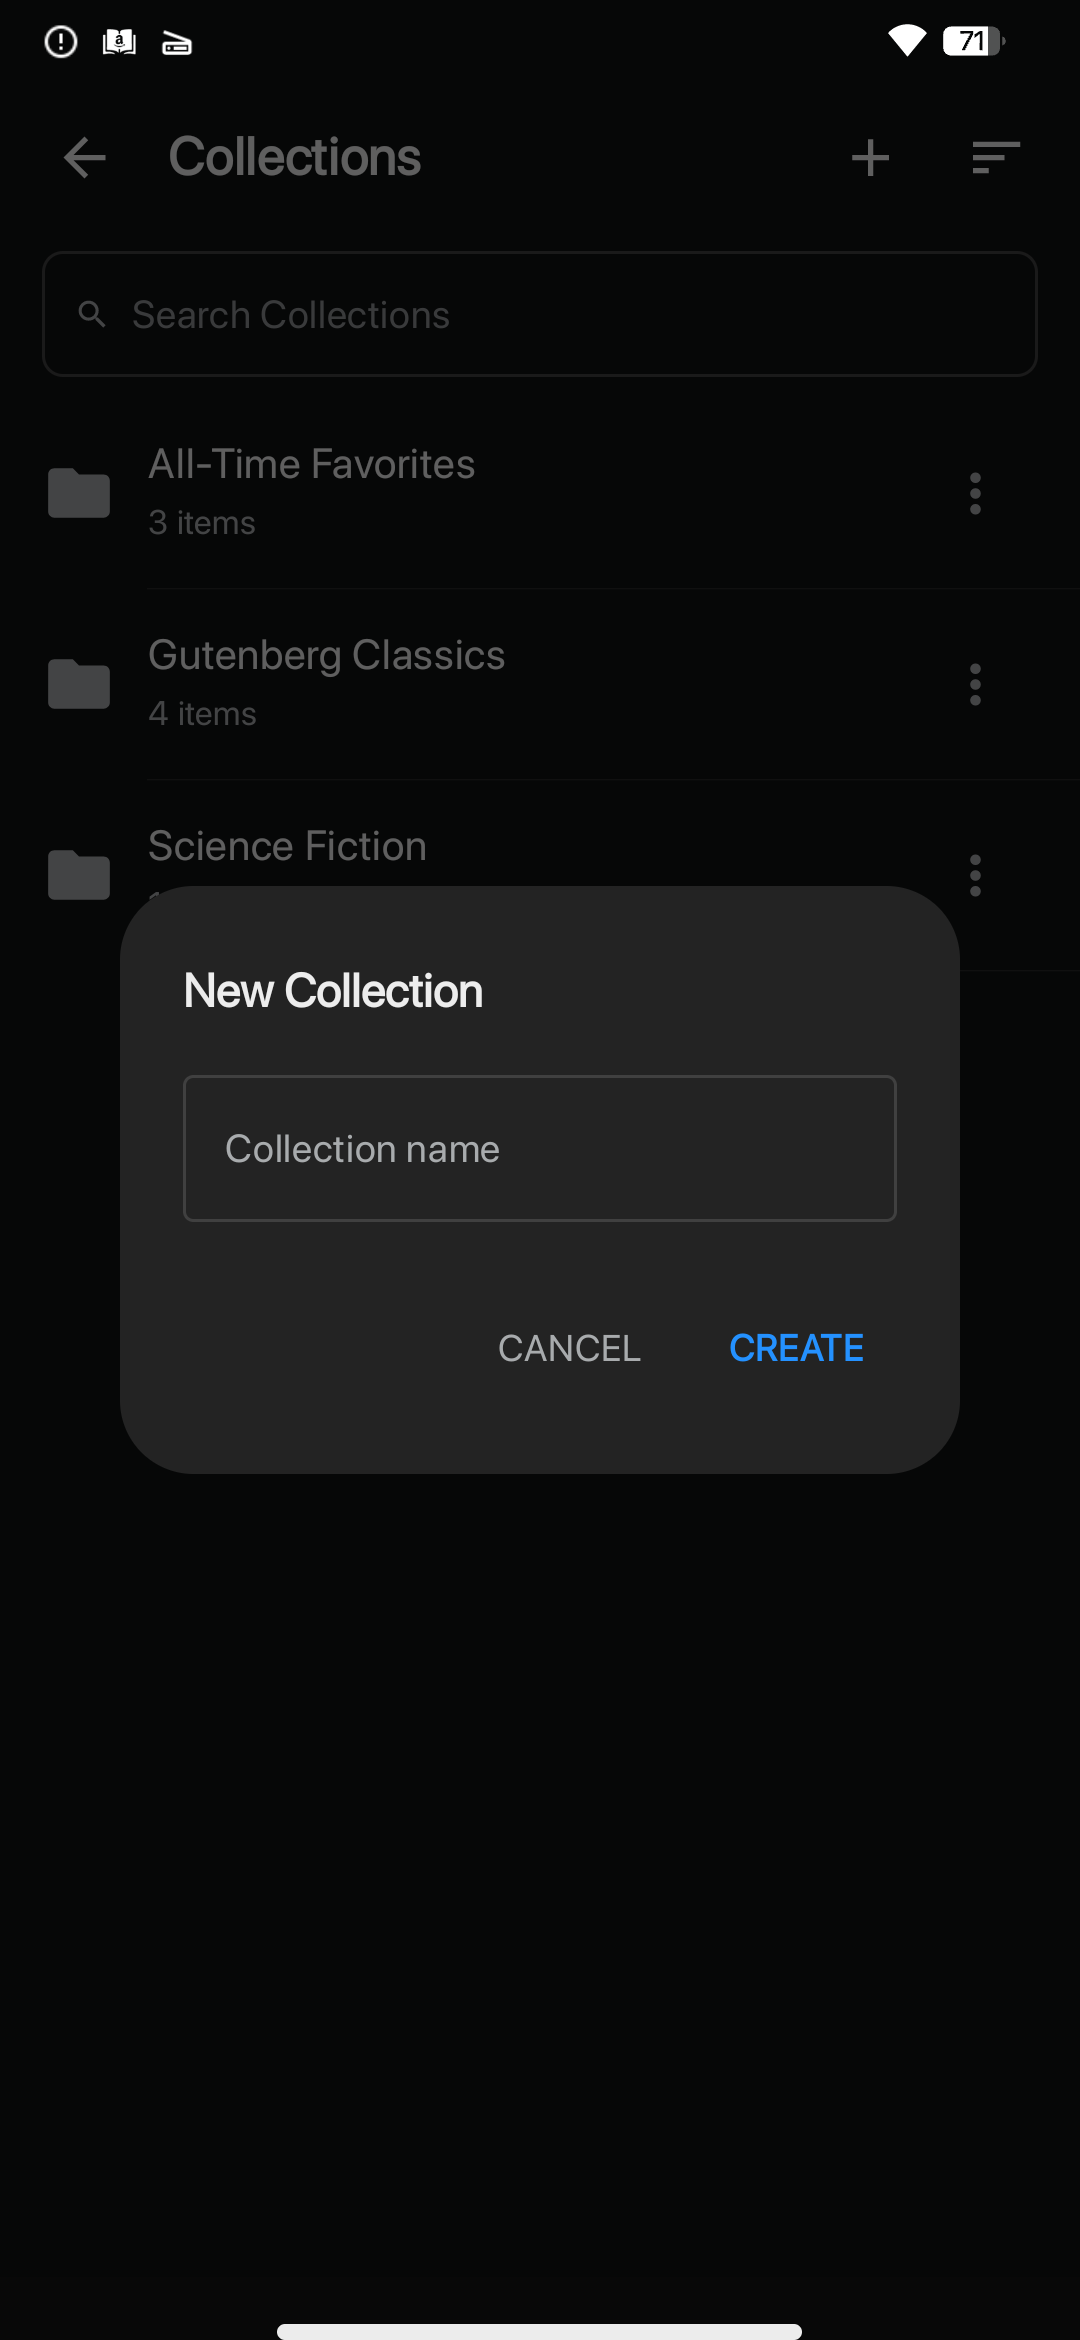 71
Collections
Search Collections
All-Time Favorites
3 items
Gutenberg Classics
4 items
Science Fiction
New Collection
Collection name
CANCEL
CREATE